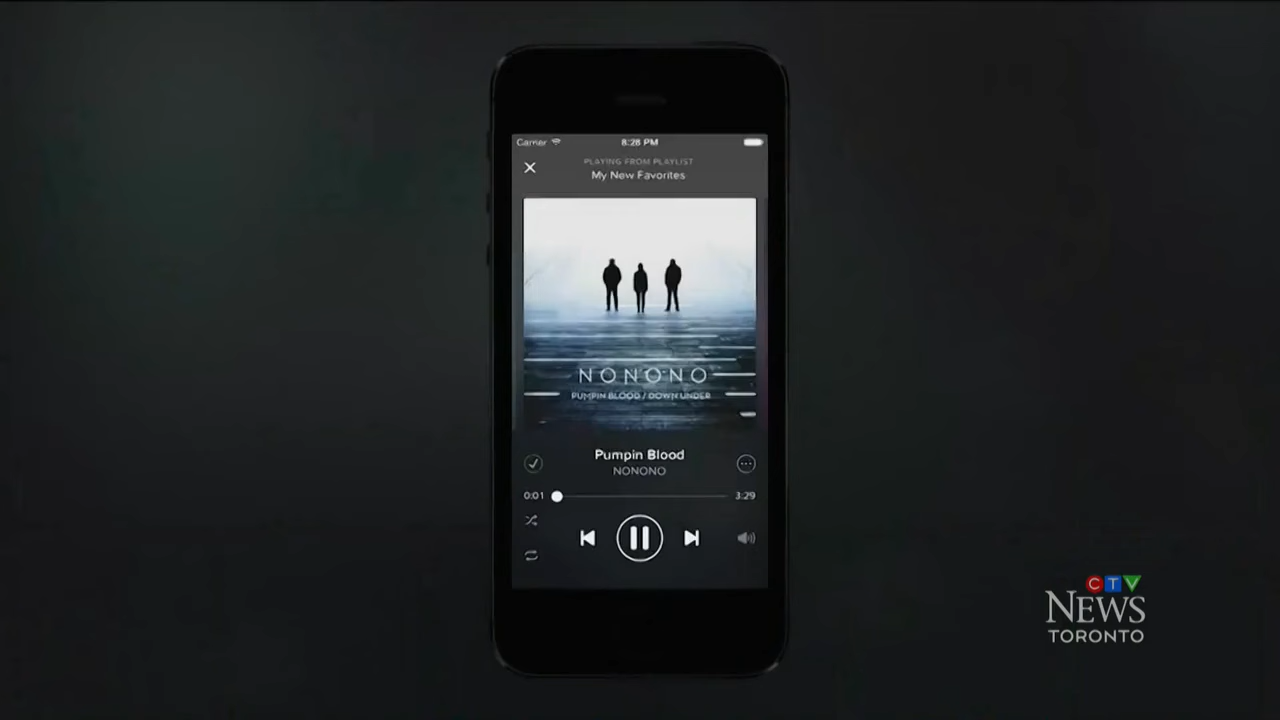 Carrier
8:28 PM
PLAYING FROM PLAYLIST
My New Favorites
NONONO
PUMPIN BLOOD / DOWN UNDER
Pumpin Blood
NONONO
0:01
3:29
CTV
NEWS
TORONTO